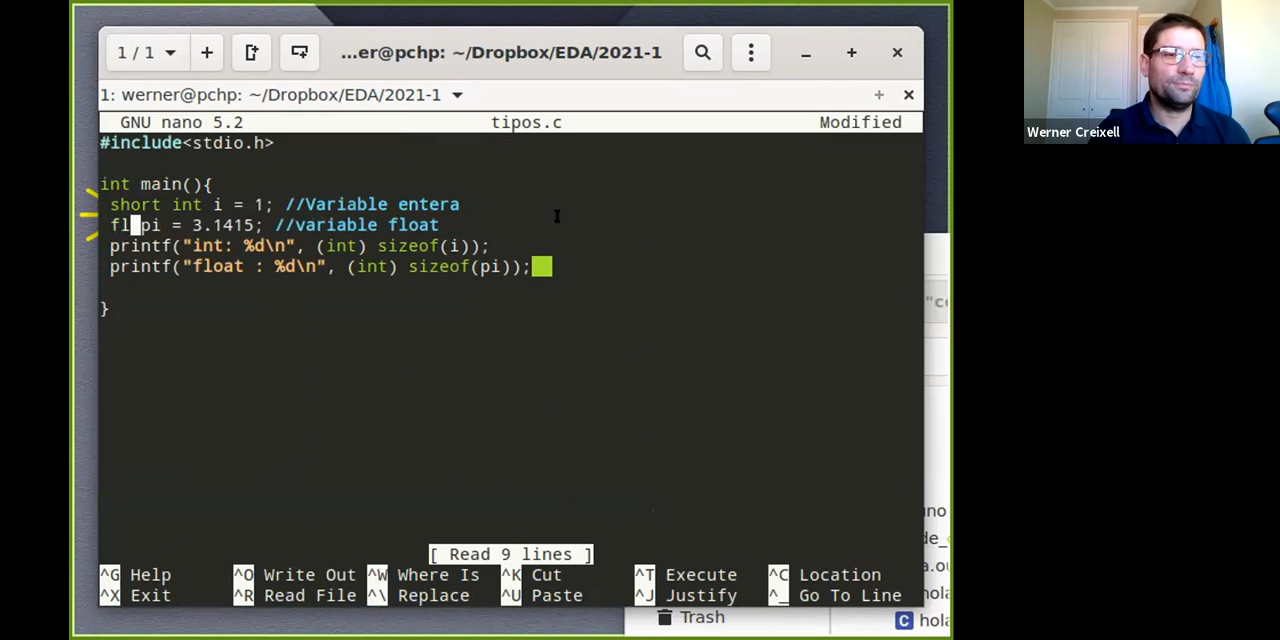 1 / 1
...er@pchp: ~/Dropbox/EDA/2021-1
1: werner@pchp: ~/Dropbox/EDA/2021-1
GNU nano 5.2 tipos.c Modified
#include<stdio.h>
int main(){
short int i = 1; //Variable entera
fl pi = 3.1415; //variable float
printf("int: %d\n", (int) sizeof(i));
printf("float : %d\n", (int) sizeof(pi));
}
[ Read 9 lines ]
^G Help ^O Write Out ^W Where Is ^K Cut ^T Execute ^C Location
^X Exit ^R Read File ^\ Replace ^U Paste ^J Justify ^_ Go To Line
Trash
Werner Creixell